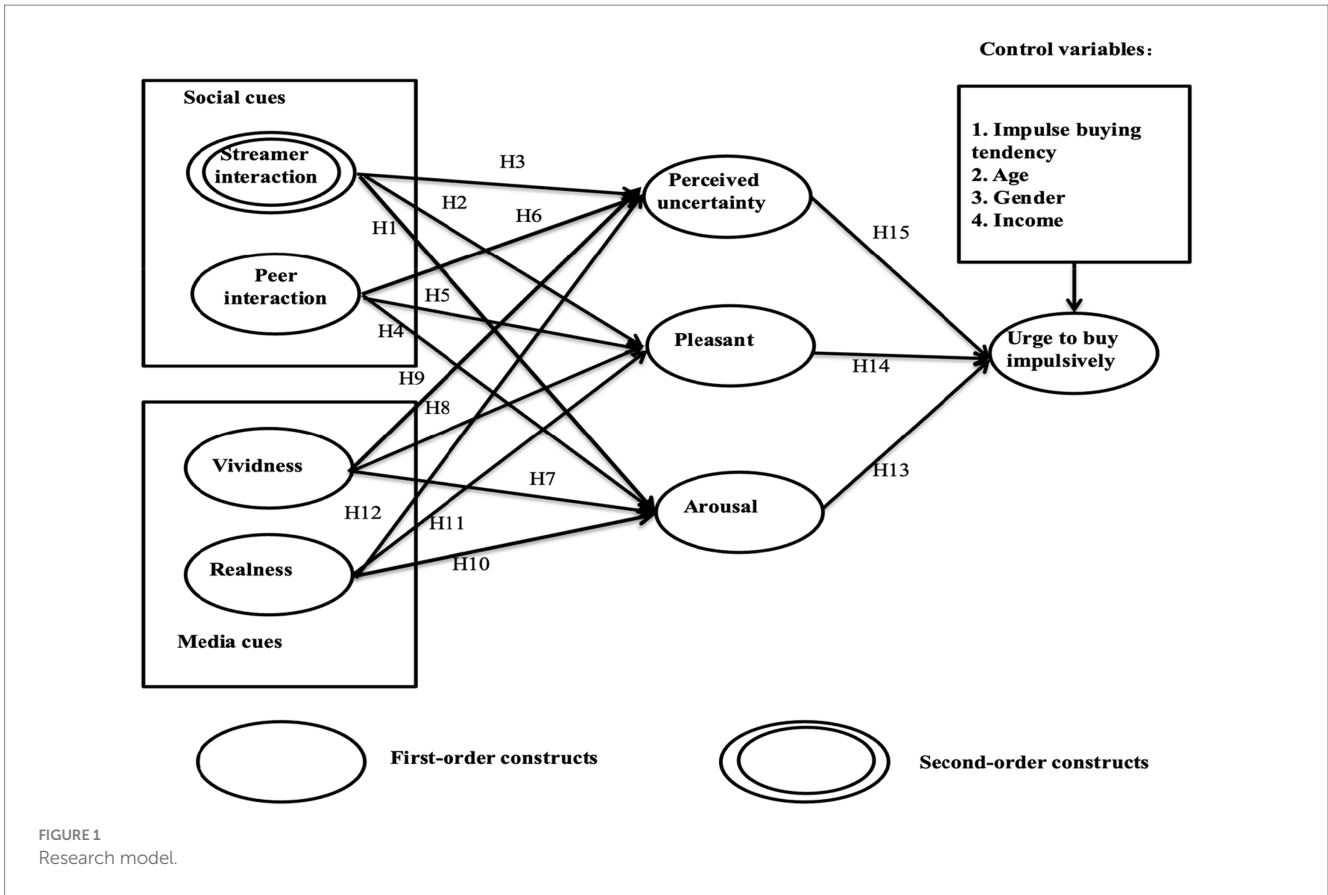 Control variables：
Social cues
1. Impulse buying
tendency
2. Age
3. Gender
4. Income
Streamer
interaction
H3
Perceived
uncertainty
H2
H6
H1
H15
Peer
interaction
H5
H4
Pleasant
Urge to buy
impulsively
H14
H9
H8
Vividness
H7
H13
Arousal
H12
H11
Realness
H10
Media cues
First-order constructs
Second-order constructs
FIGURE 1
Research model.